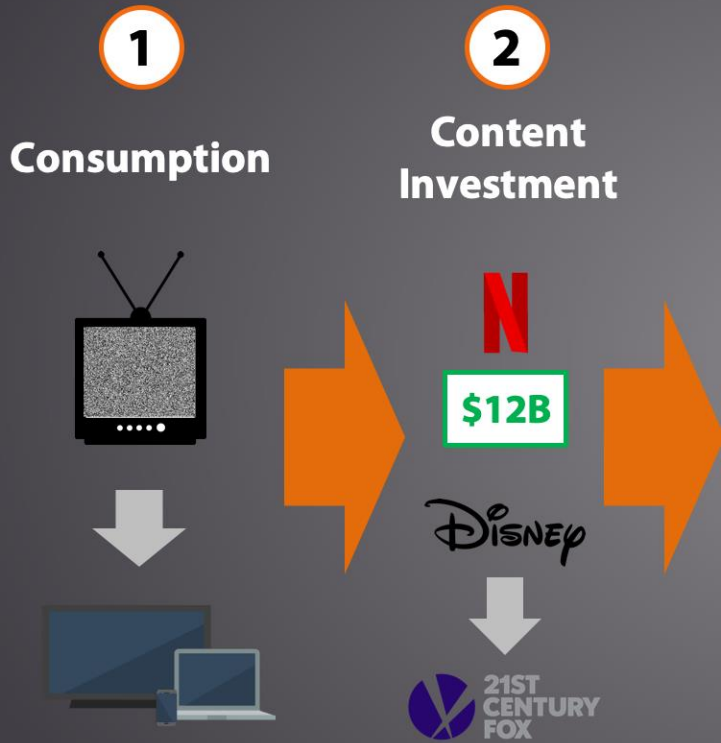 1
Consumption
2
Content
Investment
N
$12B
Disney
21ST
CENTURY
FOX